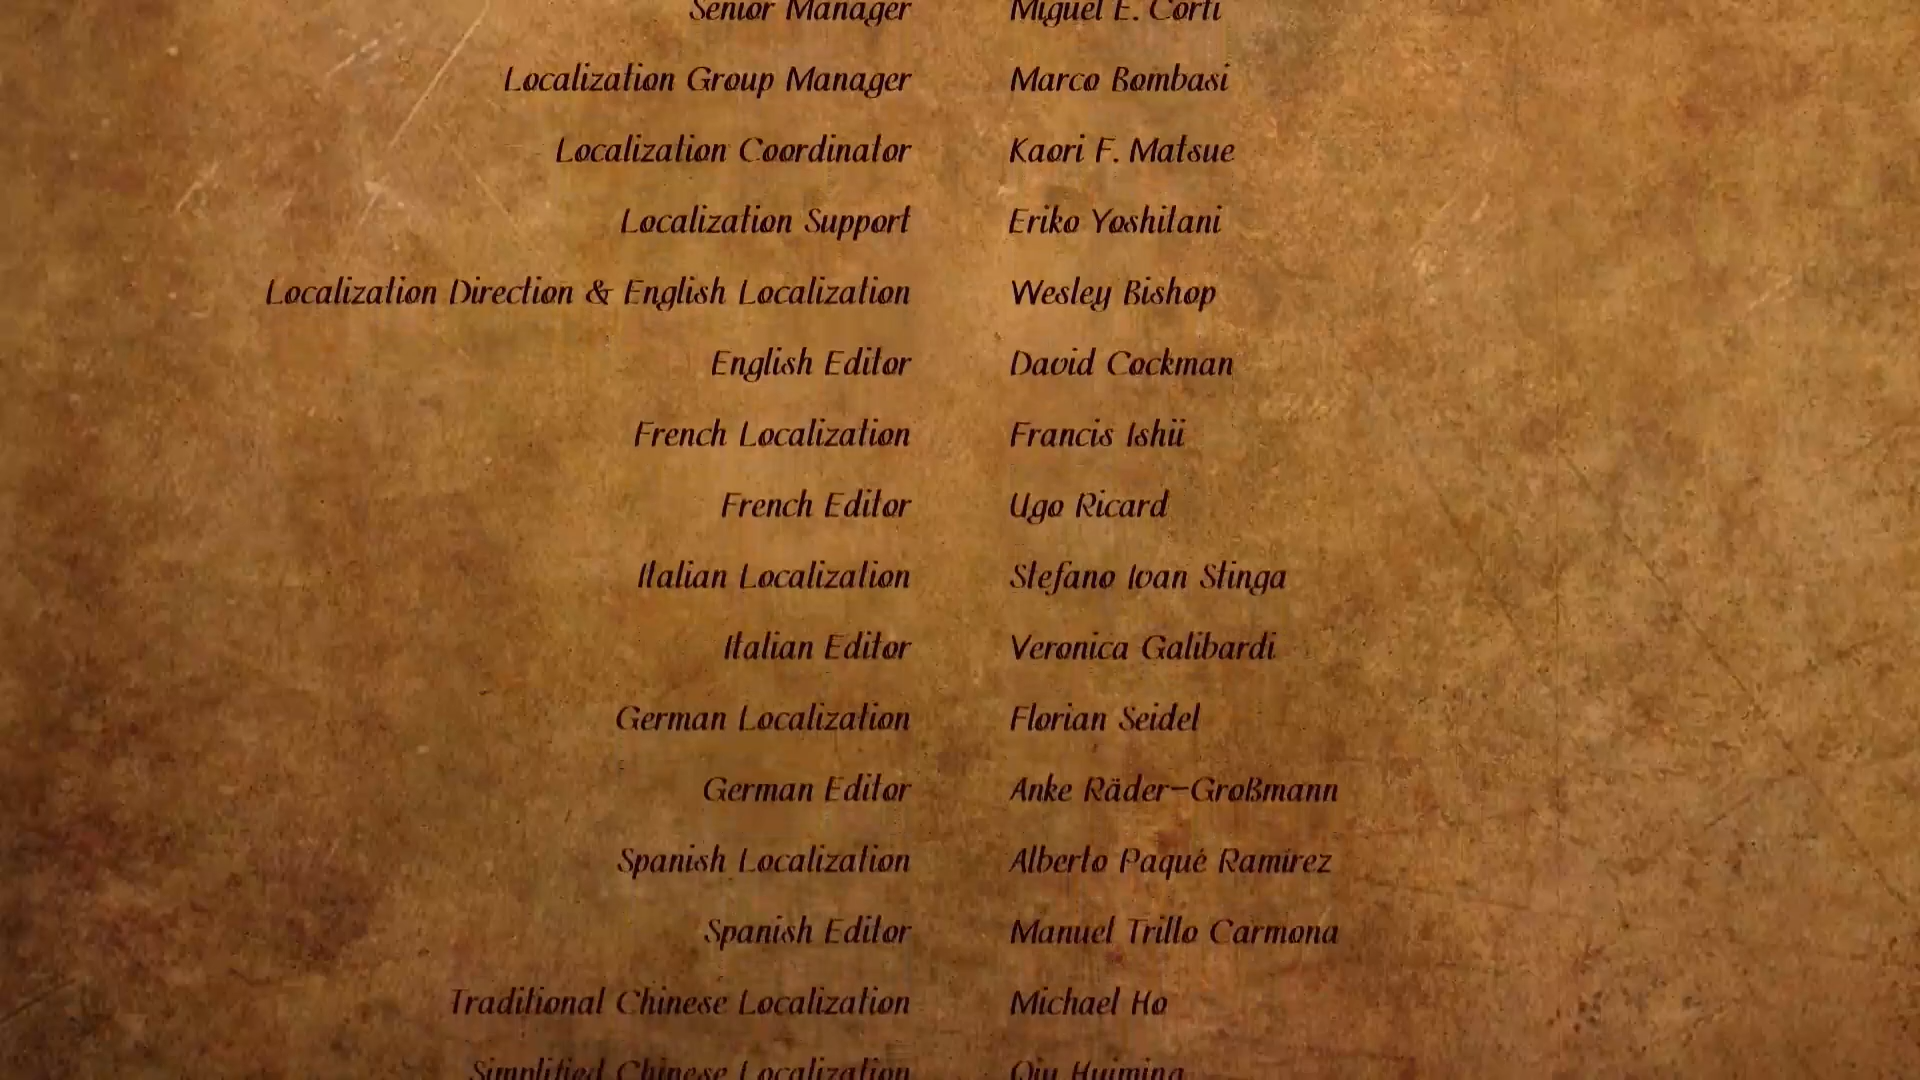 Senior Manager Miguel E. Corti
Localization Group Manager Marco Bombasi
Localization Coordinator Kaori F. Matsue
Localization Support Eriko Yoshitani
Localization Direction & English Localization Wesley Bishop
English Editor David Cockman
French Localization Francis Ishii
French Editor Ugo Ricard
Italian Localization Stefano Ivan Stinga
Italian Editor Veronica Galibardi
German Localization Florian Seidel
German Editor Anke Räder-Großmann
Spanish Localization Alberto Paqué Ramírez
Spanish Editor Manuel Trillo Carmona
Traditional Chinese Localization Michael Ho
Simplified Chinese Localization Qiu Huiming